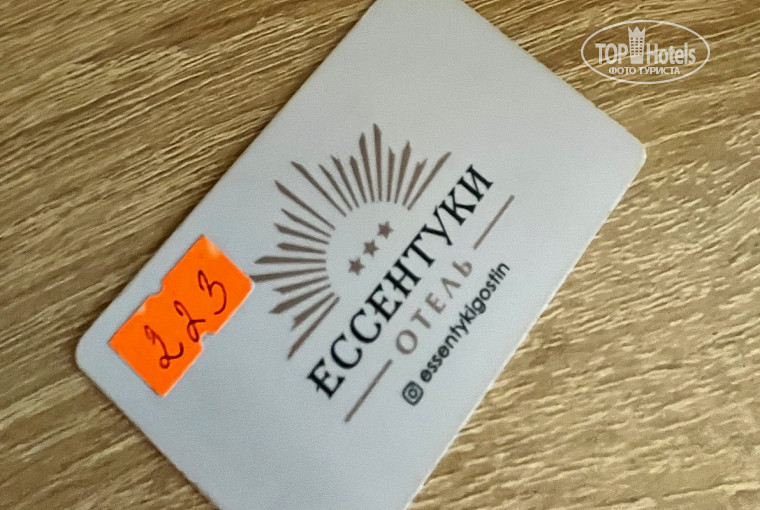 TOP Hotels
ФОТО ТУРИСТА
223
ЕССЕНТУКИ
ОТЕЛЬ
essentykigostin